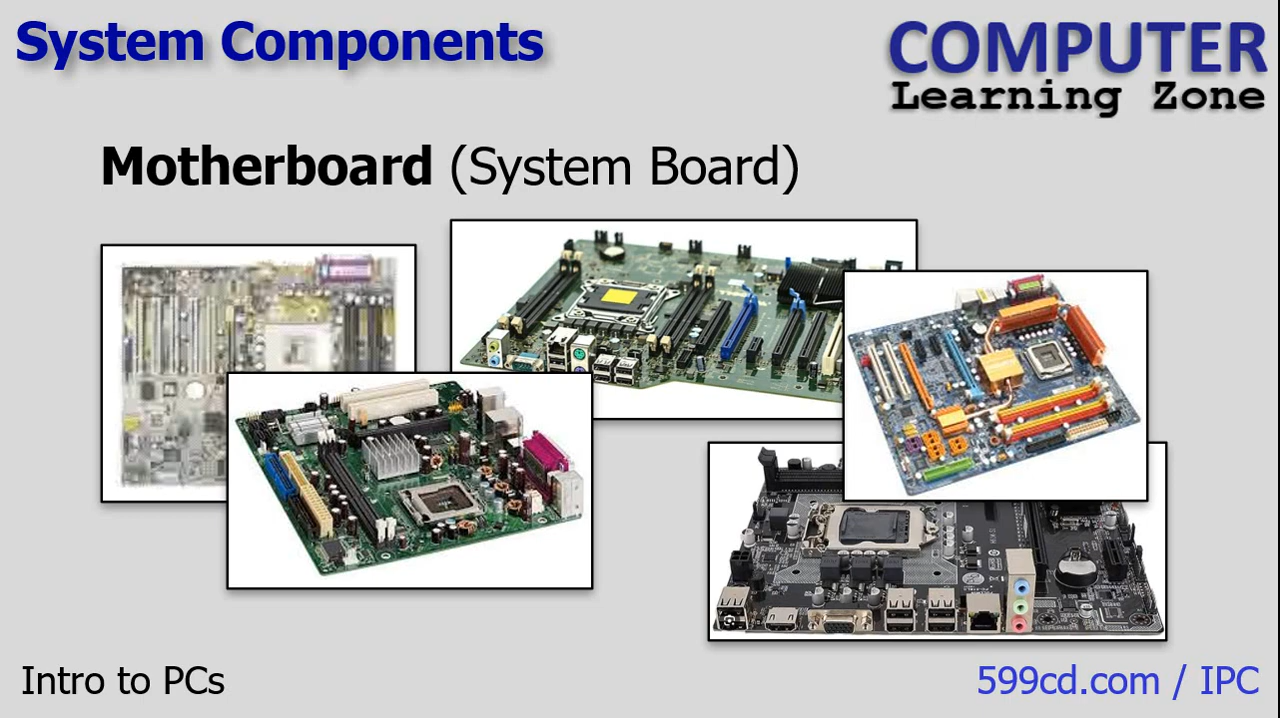 System Components
COMPUTER
Learning Zone
Motherboard (System Board)
Intro to PCs
599cd.com / IPC